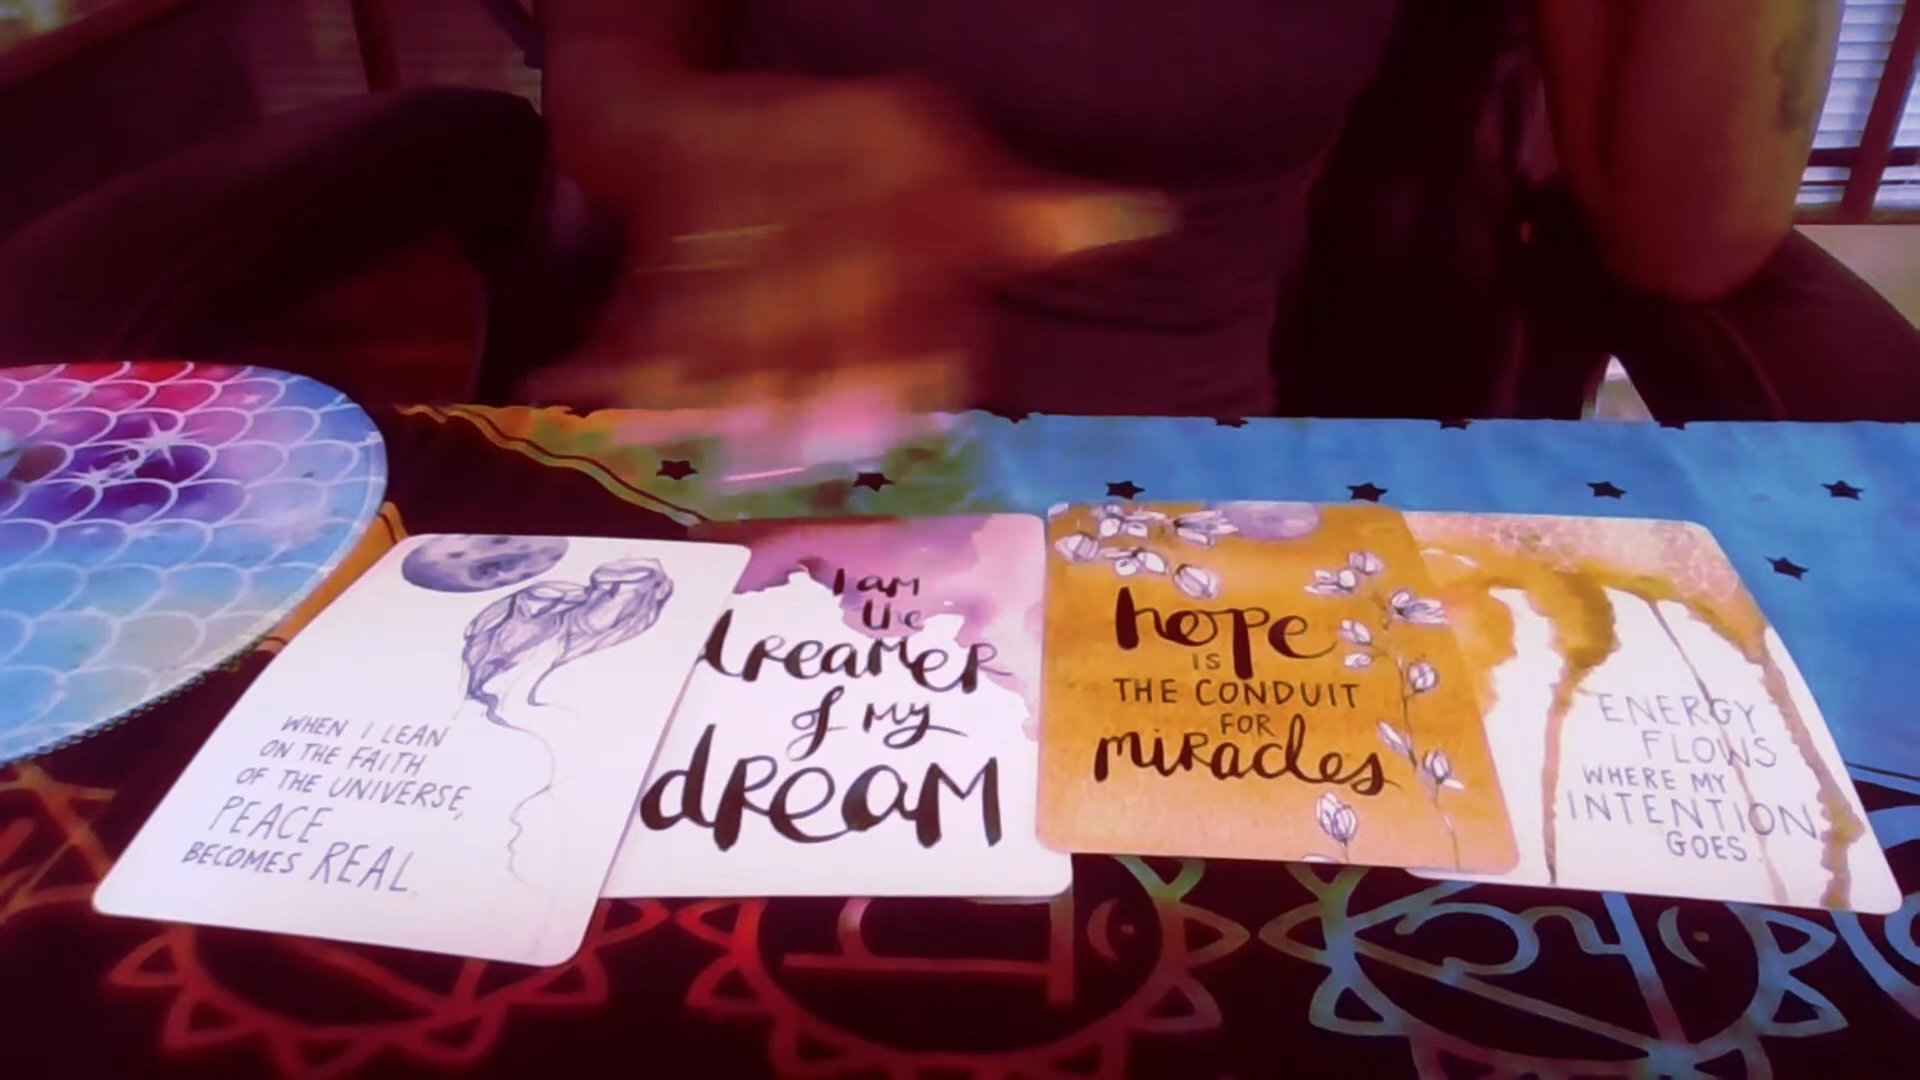 WHEN I LEAN
ON THE FAITH
OF THE UNIVERSE,
PEACE
BECOMES REAL.
I am
the
dreamer
of my
dream
hope
IS
THE CONDUIT
FOR
miracles
ENERGY
FLOWS
WHERE MY
INTENTION
GOES.